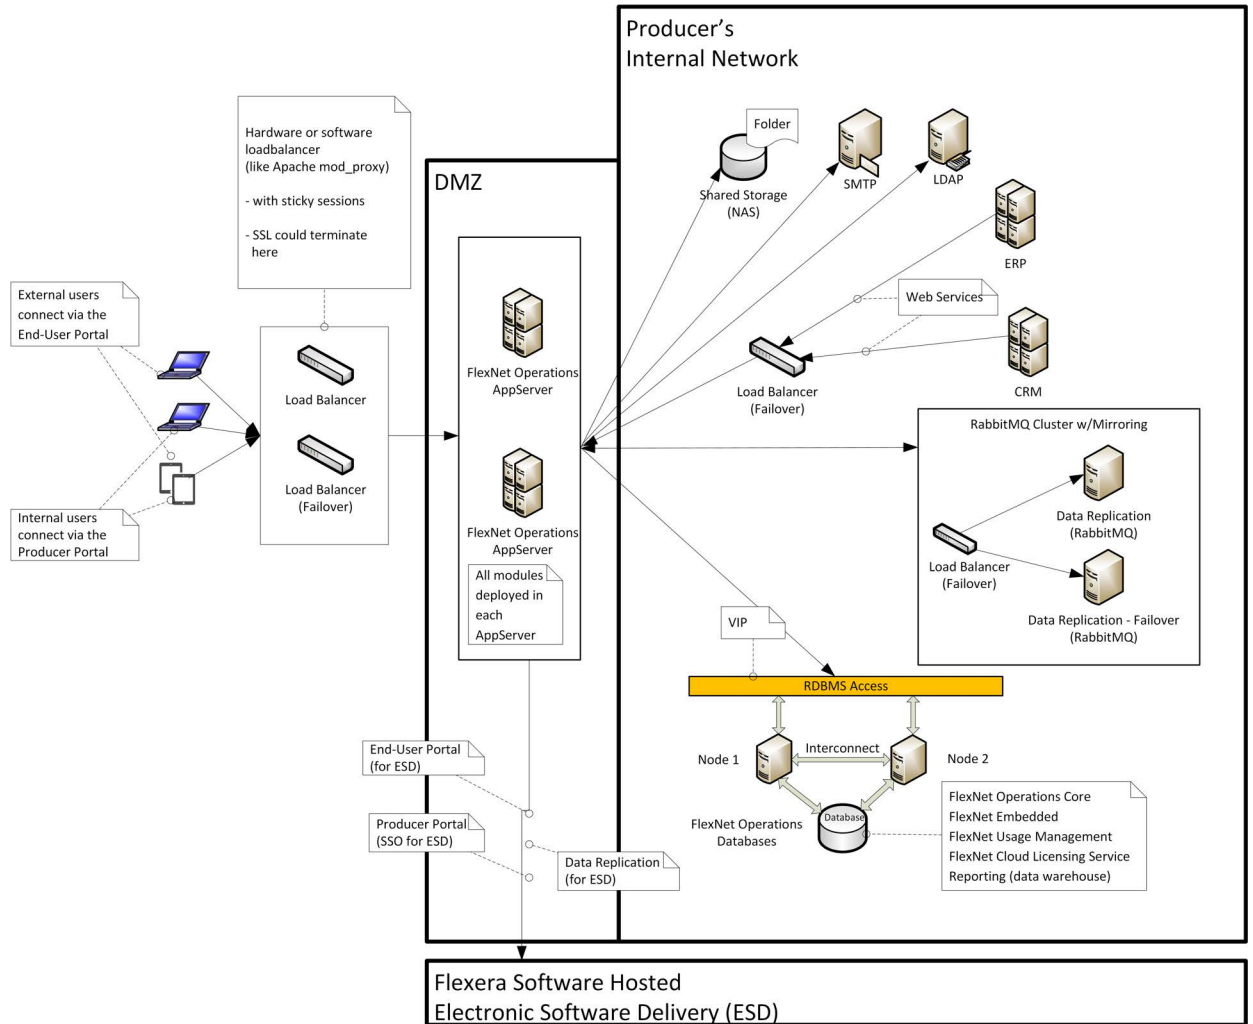 Producer’s
Internal Network
Hardware or software
loadbalancer
(like Apache mod_proxy)
- with sticky sessions
- SSL could terminate
here
DMZ
Folder
Shared Storage
(NAS)
SMTP
LDAP
ERP
Web Services
CRM
Load Balancer
(Failover)
External users
connect via the
End-User Portal
Internal users
connect via the
Producer Portal
Load Balancer
Load Balancer
(Failover)
FlexNet Operations
AppServer
FlexNet Operations
AppServer
All modules
deployed in
each
AppServer
RabbitMQ Cluster w/Mirroring
Data Replication
(RabbitMQ)
Load Balancer
(Failover)
Data Replication - Failover
(RabbitMQ)
VIP
RDBMS Access
Node 1
Interconnect
Node 2
Database
FlexNet Operations
Databases
FlexNet Operations Core
FlexNet Embedded
FlexNet Usage Management
FlexNet Cloud Licensing Service
Reporting (data warehouse)
End-User Portal
(for ESD)
Producer Portal
(SSO for ESD)
Data Replication
(for ESD)
Flexera Software Hosted
Electronic Software Delivery (ESD)